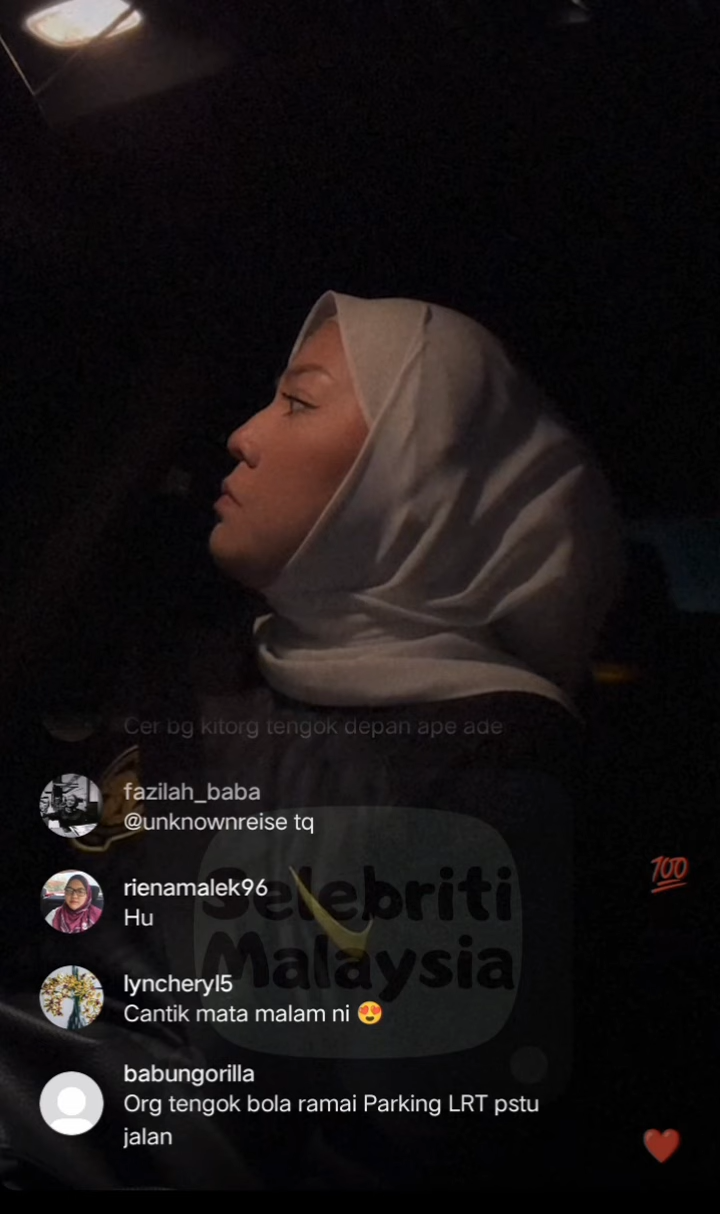 Cer bg kitorg tengok depan ape ade
fazilah_baba
@unknownreise tq
rienamalek96
Hu
Selebriti
Malaysia
lyncheryl5
Cantik mata malam ni 😍
babungorilla
Org tengok bola ramai Parking LRT pstu
jalan
💯
❤️